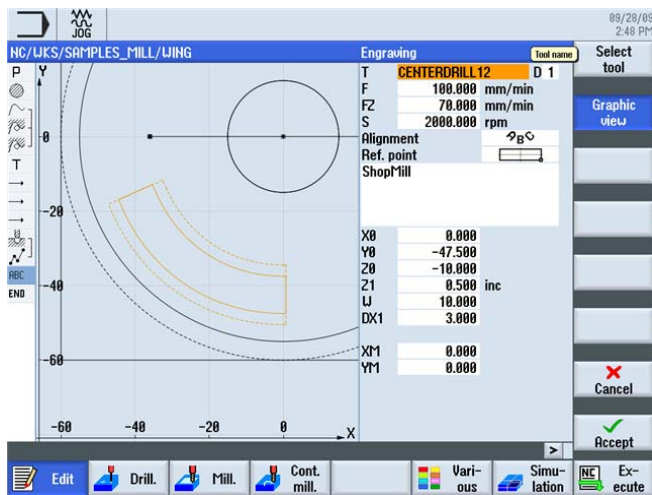 JOG
09/28/09
2:48 PM
NC/WKS/SAMPLES_MILL/WING
Engraving
Tool name
Select
tool
P
Y
T CENTERDRILL12 D 1
F 100.000 mm/min
FZ 70.000 mm/min
S 2000.000 rpm
Graphic
view
Alignment
ABC
Ref. point
ShopMill
0
T
-20
X0 0.000
Y0 -47.500
Z0 -10.000
Z1 0.500 inc
W 10.000
DX1 3.000
ABC
-40
END
XM 0.000
YM 0.000
-60
Cancel
-60 -40 -20 0 X
Accept
>
Edit
Drill.
Mill.
Cont.
mill.
Vari-
ous
Simu-
lation
NC
Ex-
ecute